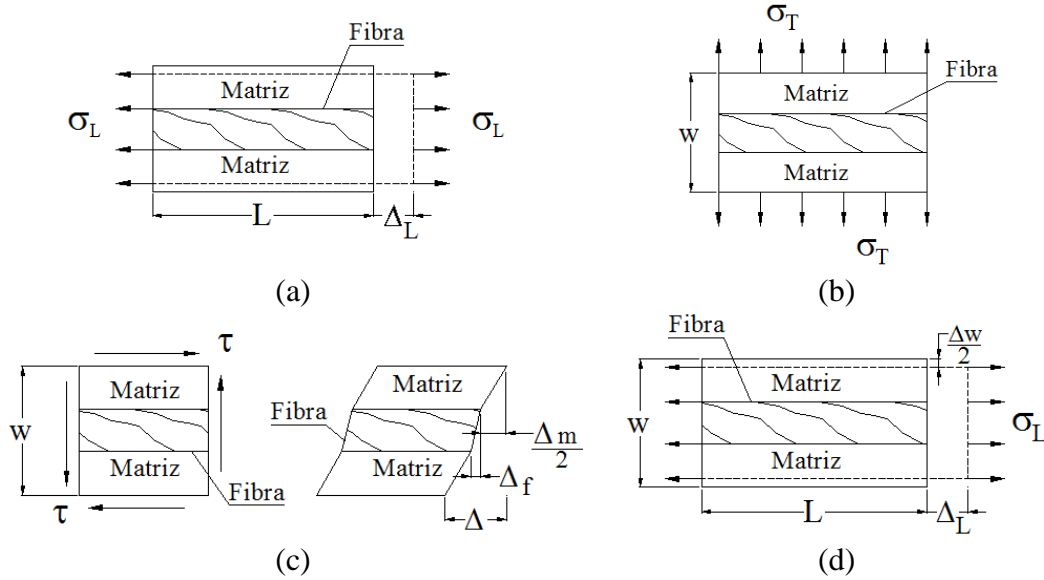 Fibra
Matriz
σL
σL
Matriz
L
ΔL
(a)
σT
Fibra
Matriz
w
Matriz
σT
(b)
τ
Matriz
w
Matriz
Fibra
τ
Matriz
Fibra
Δm/2
Matriz
Δf
Δ
(c)
Fibra
Δw/2
Matriz
w
σL
Matriz
L
ΔL
(d)